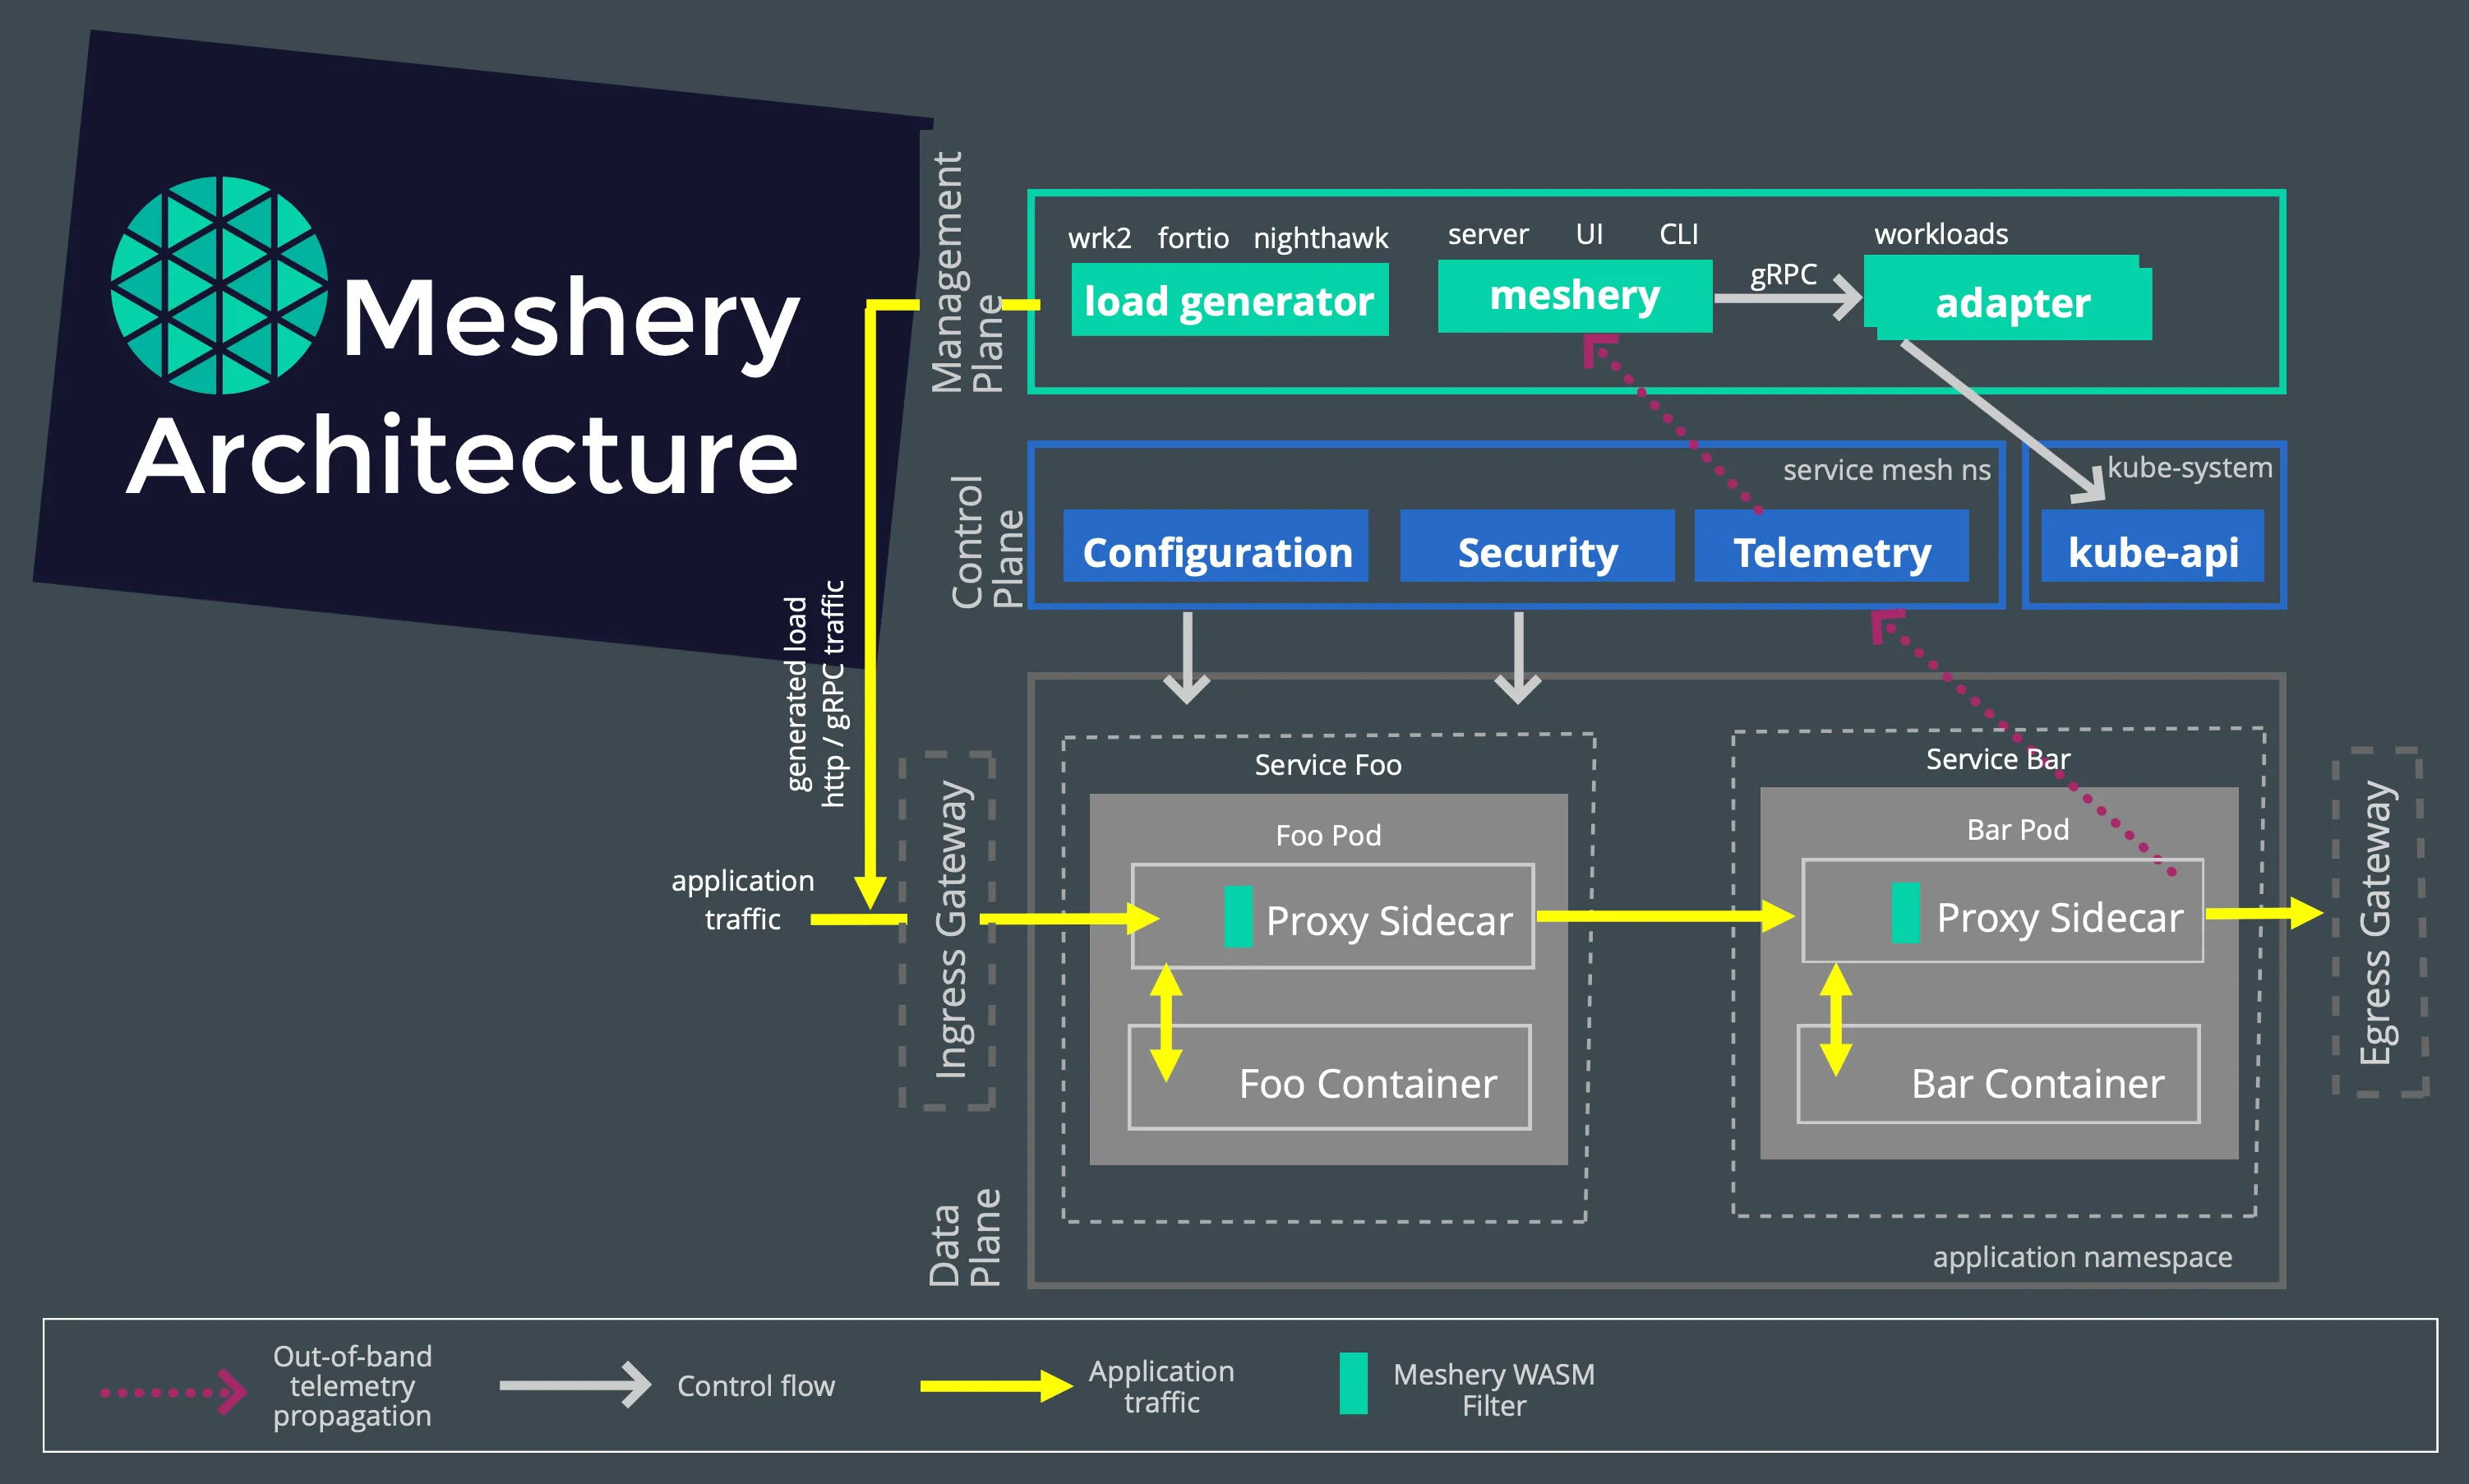 Meshery
Architecture
Management
Plane
wrk2 fortio nighthawk
load generator
server UI CLI
meshery
gRPC
workloads
adapter
Control
Plane
service mesh ns
Configuration
Security
Telemetry
kube-system
kube-api
generated load
http / gRPC traffic
application
traffic
Ingress Gateway
Service Foo
Foo Pod
Proxy Sidecar
Foo Container
Service Bar
Bar Pod
Proxy Sidecar
Bar Container
Egress Gateway
Data
Plane
application namespace
Out-of-band
telemetry
propagation
Control flow
Application
traffic
Meshery WASM
Filter